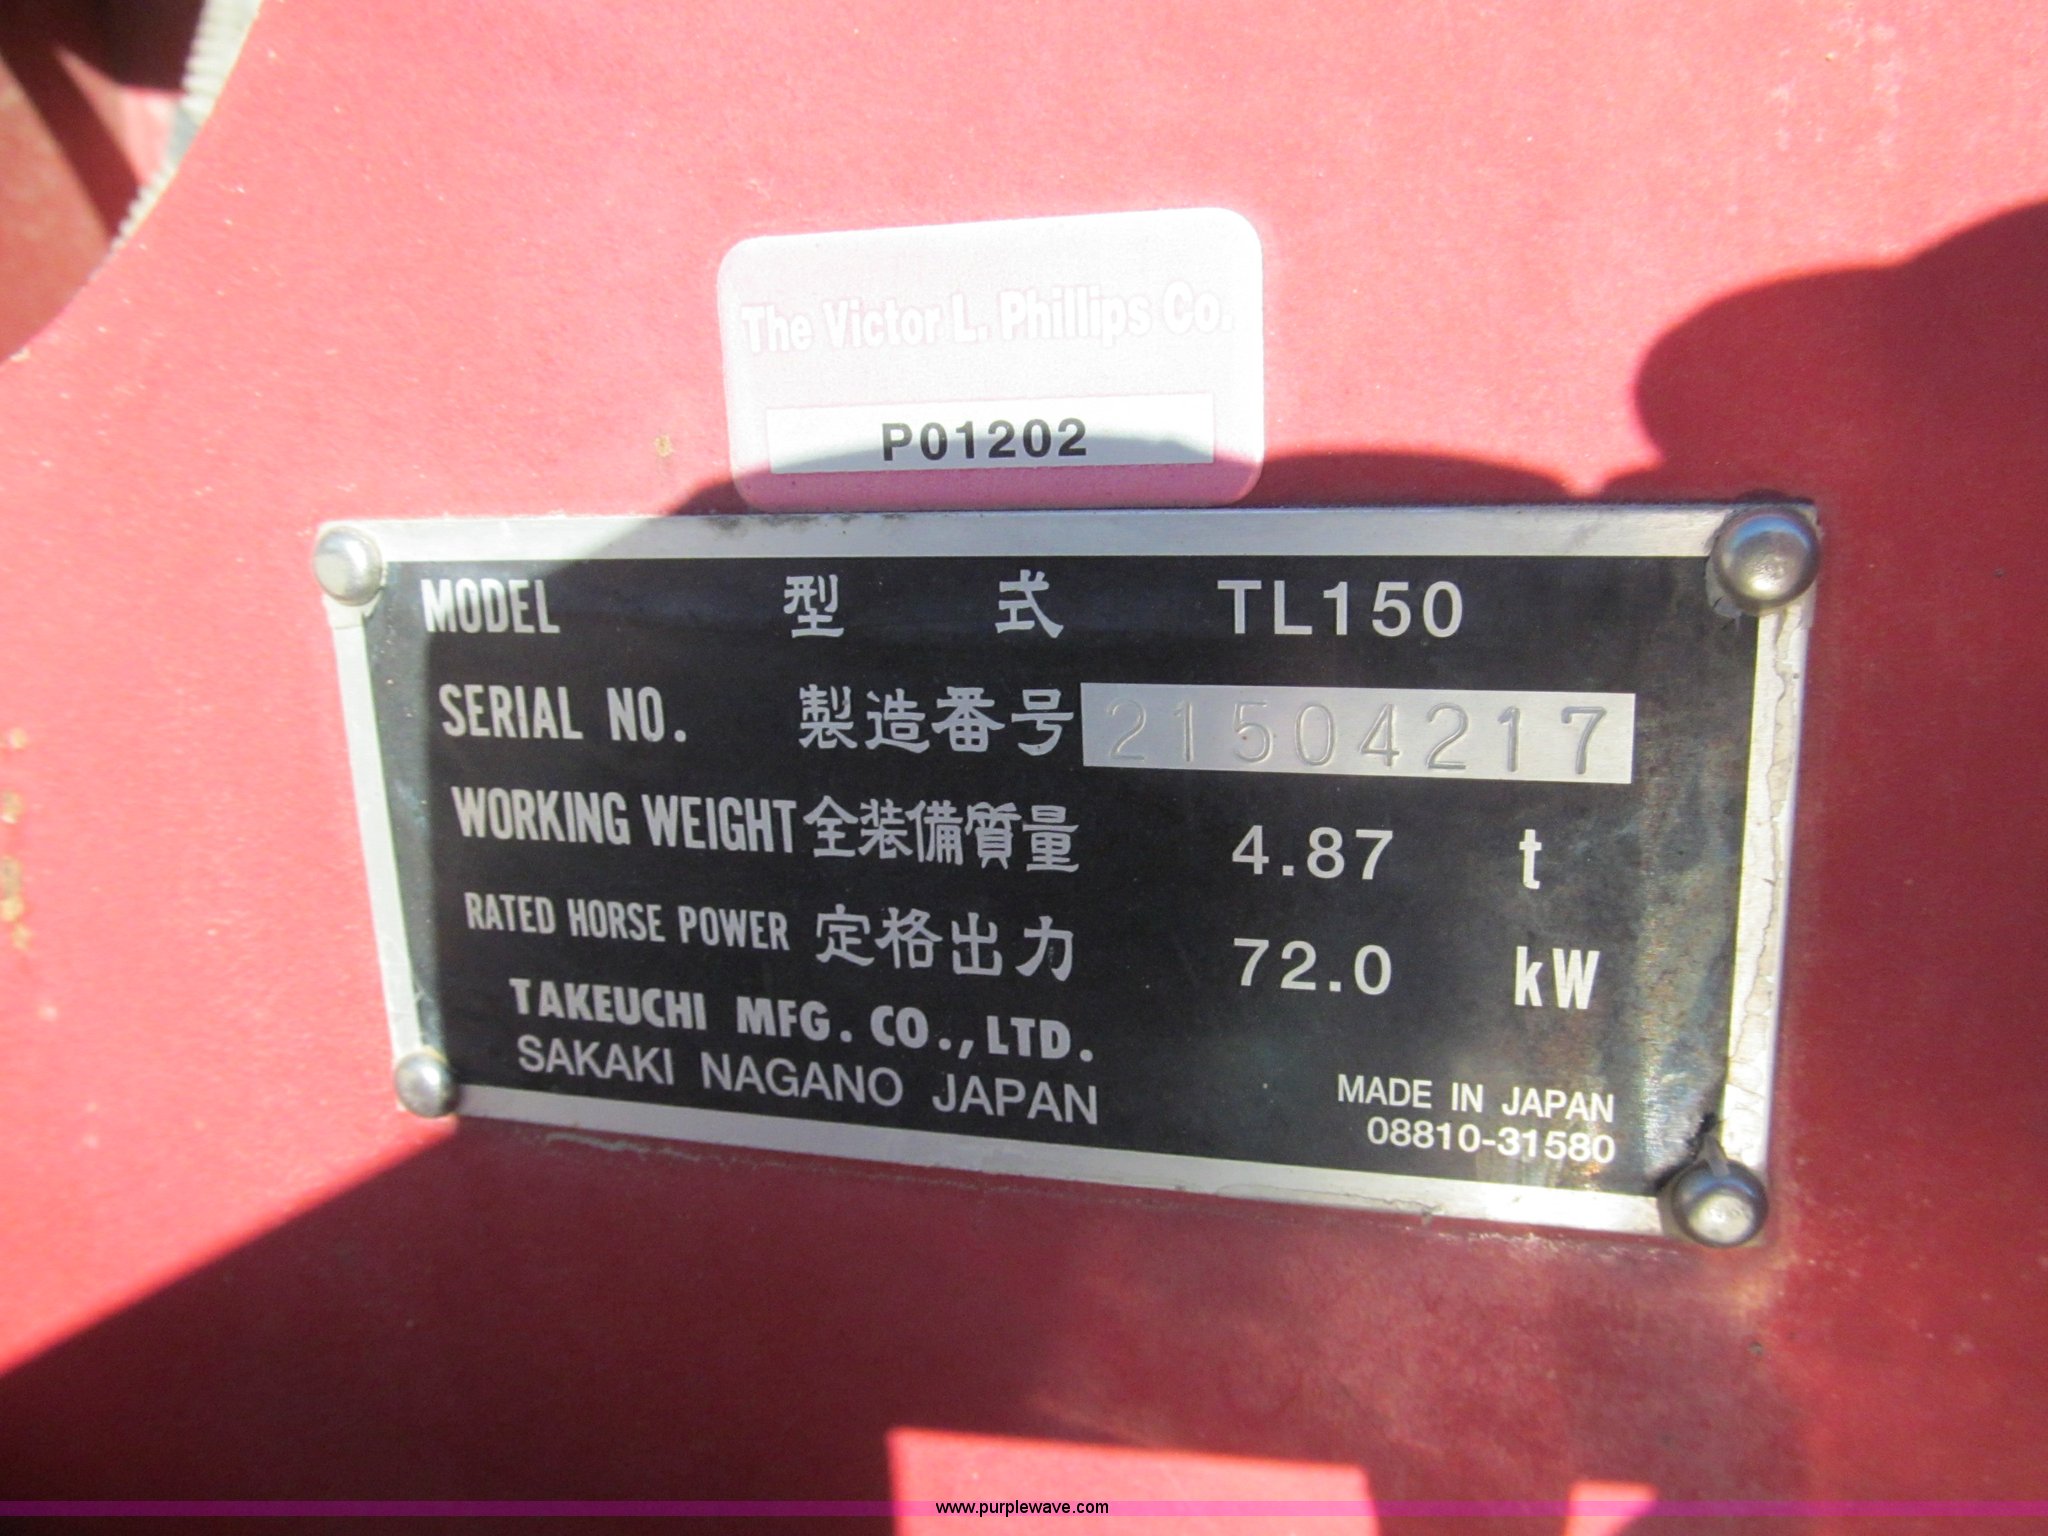 The Victor L. Phillips Co.
P01202
MODEL 型 式 TL150
SERIAL NO. 製造番号 21504217
WORKING WEIGHT 全装備質量 4.87 t
RATED HORSE POWER 定格出力 72.0 kW
TAKEUCHI MFG. CO., LTD.
SAKAKI NAGANO JAPAN
MADE IN JAPAN
08810-31580
www.purplewave.com